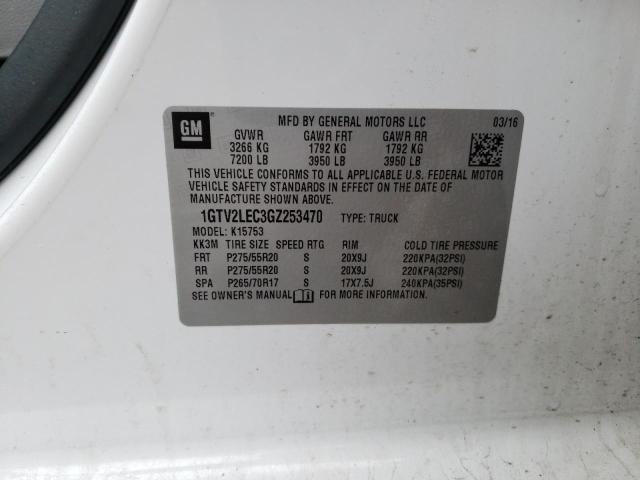 GM
MFD BY GENERAL MOTORS LLC 03/16
GVWR GAWR FRT GAWR RR
3266 KG 1792 KG 1792 KG
7200 LB 3950 LB 3950 LB
THIS VEHICLE CONFORMS TO ALL APPLICABLE U.S. FEDERAL MOTOR
VEHICLE SAFETY STANDARDS IN EFFECT ON THE DATE OF
MANUFACTURE SHOWN ABOVE.
1GTV2LEC3GZ253470 TYPE: TRUCK
MODEL: K15753
KK3M TIRE SIZE SPEED RTG RIM COLD TIRE PRESSURE
FRT P275/55R20 S 20X9J 220KPA(32PSI)
RR P275/55R20 S 20X9J 220KPA(32PSI)
SPA P265/70R17 S 17X7.5J 240KPA(35PSI)
SEE OWNER'S MANUAL FOR MORE INFORMATION.